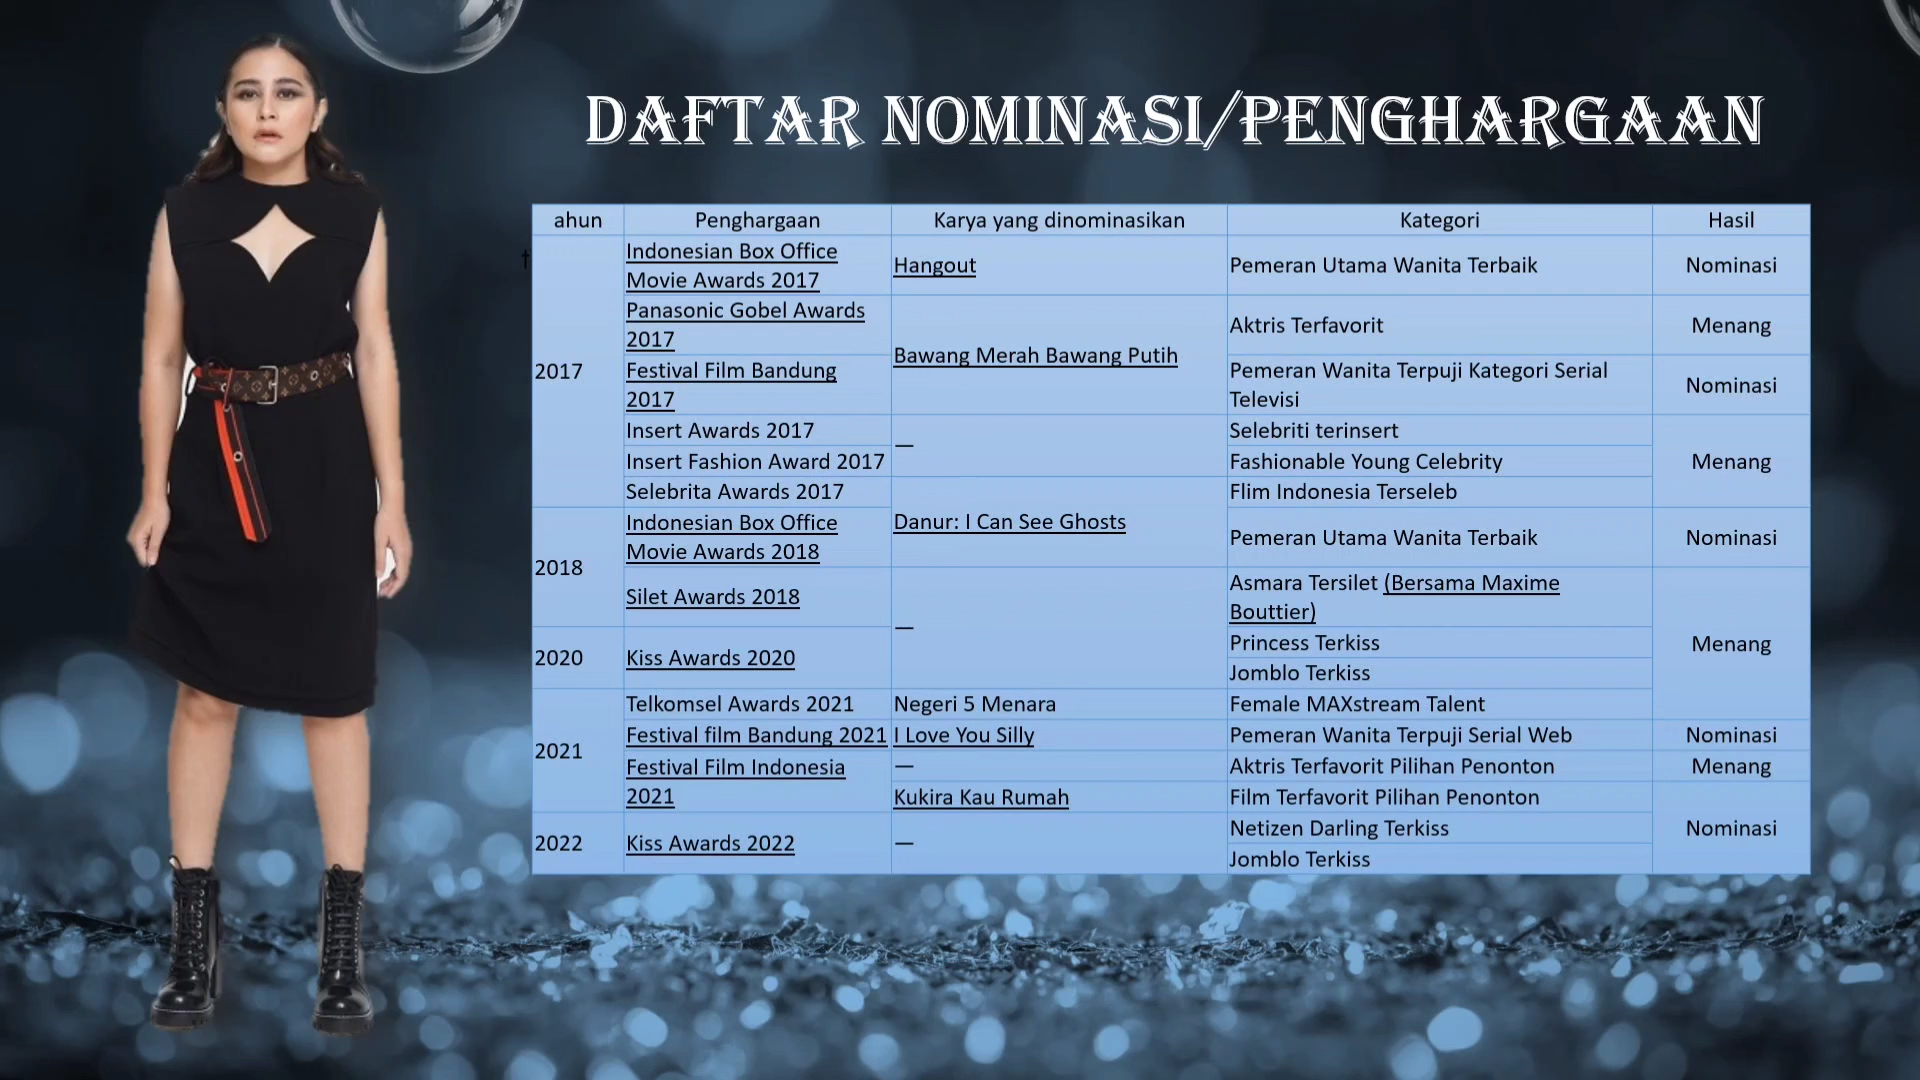 DAFTAR NOMINASI/PENGHARGAAN
ahun Penghargaan Karya yang dinominasikan Kategori Hasil
†
2017
Indonesian Box Office
Movie Awards 2017
Hangout
Pemeran Utama Wanita Terbaik
Nominasi
Panasonic Gobel Awards
2017
Bawang Merah Bawang Putih
Aktris Terfavorit
Menang
Festival Film Bandung
2017
Pemeran Wanita Terpuji Kategori Serial
Televisi
Nominasi
Insert Awards 2017
—
Selebriti terinsert
Menang
Insert Fashion Award 2017
Fashionable Young Celebrity
Selebrita Awards 2017
Danur: I Can See Ghosts
Flim Indonesia Terseleb
2018
Indonesian Box Office
Movie Awards 2018
Pemeran Utama Wanita Terbaik
Nominasi
Silet Awards 2018
—
Asmara Tersilet (Bersama Maxime
Bouttier)
Menang
2020
Kiss Awards 2020
Princess Terkiss
Jomblo Terkiss
2021
Telkomsel Awards 2021
Negeri 5 Menara
Female MAXstream Talent
Festival film Bandung 2021
I Love You Silly
Pemeran Wanita Terpuji Serial Web
Nominasi
Festival Film Indonesia
2021
—
Aktris Terfavorit Pilihan Penonton
Menang
Kukira Kau Rumah
Film Terfavorit Pilihan Penonton
Nominasi
2022
Kiss Awards 2022
—
Netizen Darling Terkiss
Jomblo Terkiss